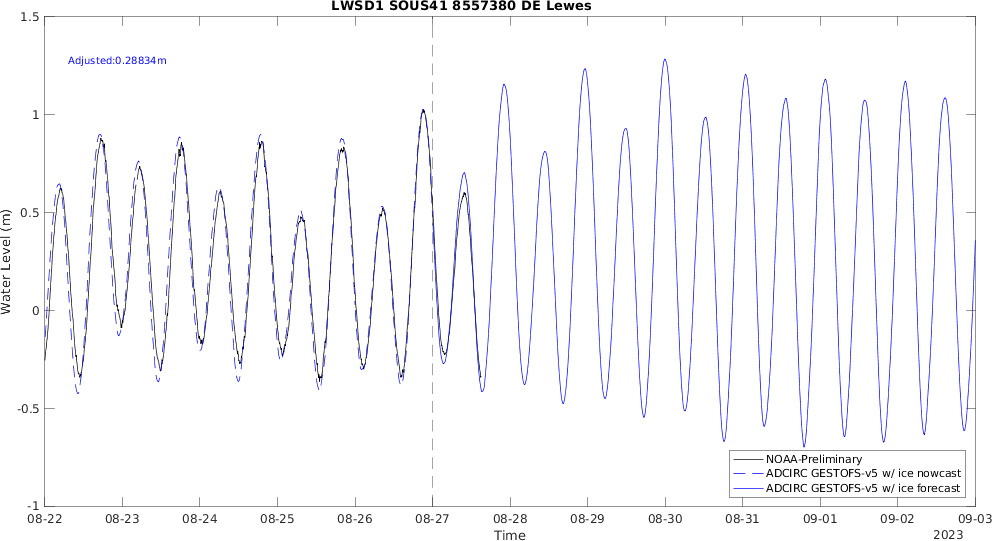 LWSD1 SOUS41 8557380 DE Lewes
1.5
Adjusted:0.28834m
1
0.5
Water Level (m)
0
-0.5
-1
NOAA-Preliminary
ADCIRC GESTOFS-v5 w/ ice nowcast
ADCIRC GESTOFS-v5 w/ ice forecast
08-22 08-23 08-24 08-25 08-26 08-27 08-28 08-29 08-30 08-31 09-01 09-02 09-03
Time
2023